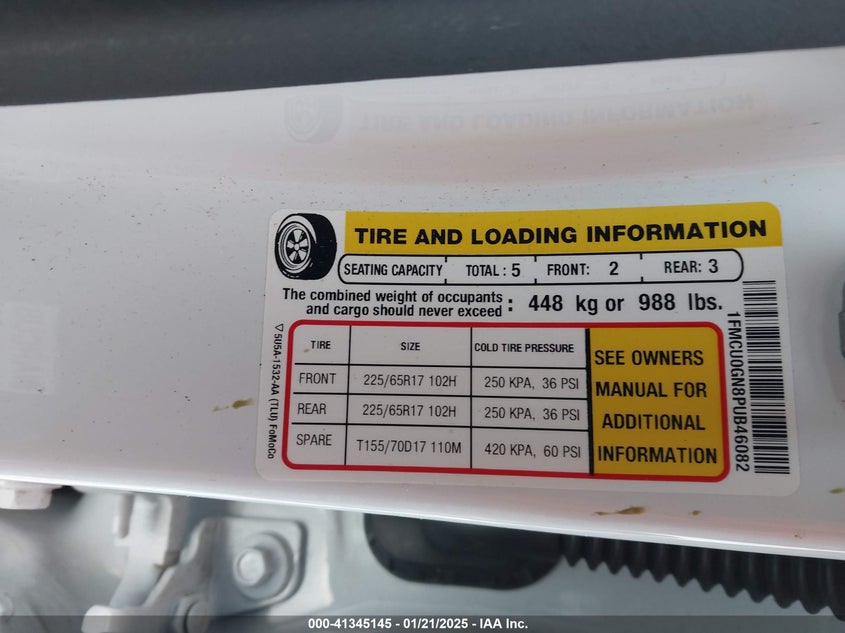 TIRE AND LOADING INFORMATION
SEATING CAPACITY TOTAL : 5 FRONT: 2 REAR: 3
The combined weight of occupants and cargo should never exceed : 448 kg or 988 lbs.
TIRE SIZE COLD TIRE PRESSURE
FRONT 225/65R17 102H 250 KPA, 36 PSI
REAR 225/65R17 102H 250 KPA, 36 PSI
SPARE T155/70D17 110M 420 KPA, 60 PSI
SEE OWNERS
MANUAL FOR
ADDITIONAL
INFORMATION
5U5A-1532-AA (TLU) FoMoCo
1FMCU0GN8PUB46082
000-41345145 - 01/21/2025 - IAA Inc.